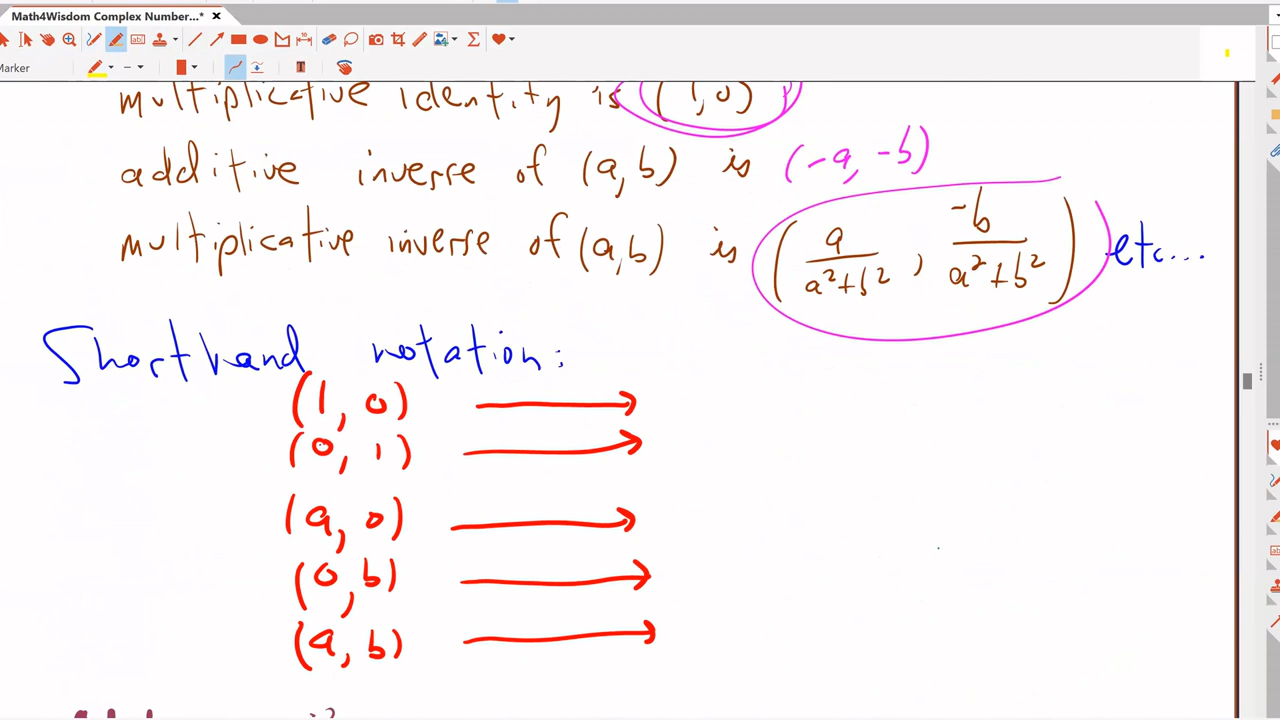 Math4Wisdom Complex Number...* ×
Marker
multiplicative identity is (1,0)
additive inverse of (a,b) is (-a, -b)
multiplicative inverse of (a,b) is (a/(a²+b²), -b/(a²+b²)) etc...
Shorthand notation:
(1, 0) →
(0, 1) →
(a, 0) →
(0, b) →
(a, b) →